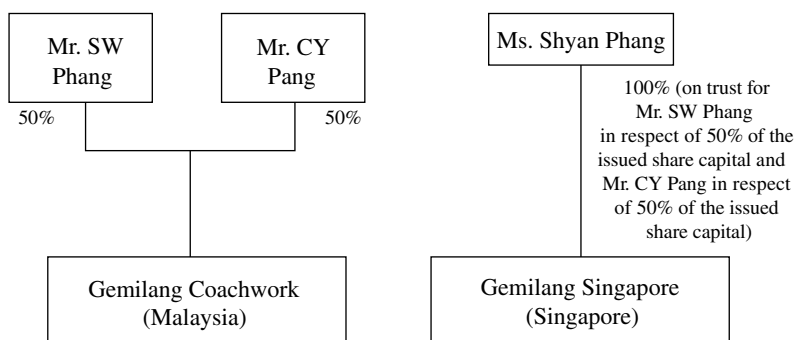 Mr. SW
Phang
Mr. CY
Pang
Ms. Shyan Phang
50%
50%
100% (on trust for
Mr. SW Phang
in respect of 50% of the
issued share capital and
Mr. CY Pang in respect
of 50% of the issued
share capital)
Gemilang Coachwork
(Malaysia)
Gemilang Singapore
(Singapore)